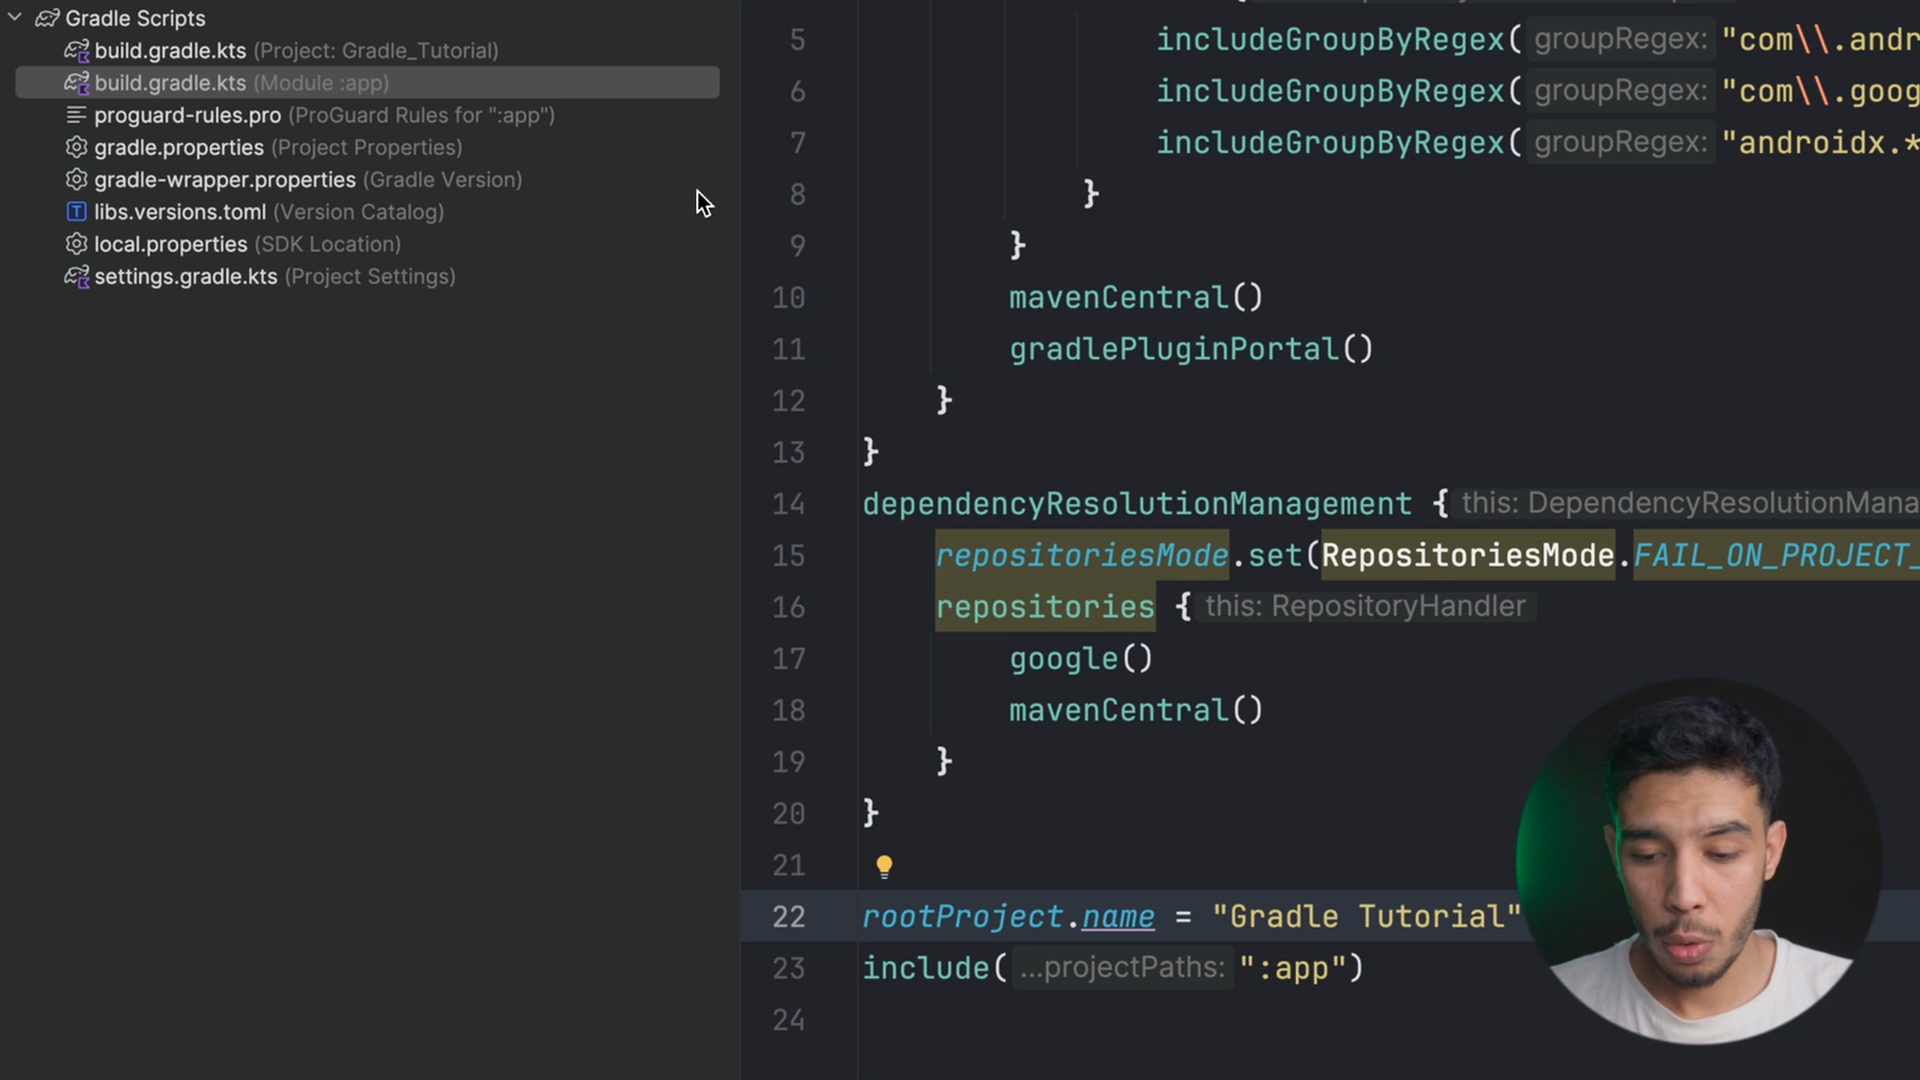 Gradle Scripts
build.gradle.kts (Project: Gradle_Tutorial)
build.gradle.kts (Module :app)
proguard-rules.pro (ProGuard Rules for ":app")
gradle.properties (Project Properties)
gradle-wrapper.properties (Gradle Version)
libs.versions.toml (Version Catalog)
local.properties (SDK Location)
settings.gradle.kts (Project Settings)
5 includeGroupByRegex( groupRegex: "com\\.andr
6 includeGroupByRegex( groupRegex: "com\\.goog
7 includeGroupByRegex( groupRegex: "androidx.*
8 }
9 }
10 mavenCentral()
11 gradlePluginPortal()
12 }
13 }
14 dependencyResolutionManagement { this: DependencyResolutionMana
15 repositoriesMode.set(RepositoriesMode.FAIL_ON_PROJECT_
16 repositories { this: RepositoryHandler
17 google()
18 mavenCentral()
19 }
20 }
21
22 rootProject.name = "Gradle Tutorial"
23 include( ...projectPaths: ":app")
24